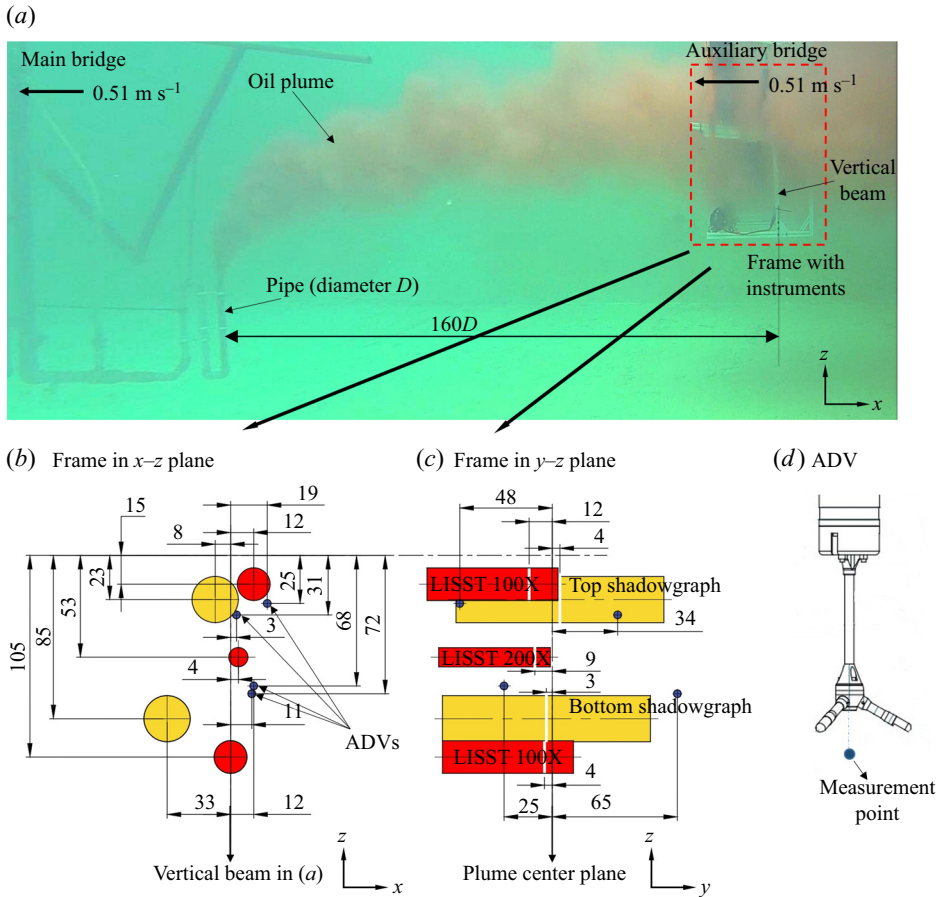 (a)
Main bridge
0.51 m s⁻¹
Oil plume
Auxiliary bridge
0.51 m s⁻¹
Vertical
beam
Pipe (diameter D)
Frame with
instruments
160D
z
x
(b) Frame in x–z plane
(c) Frame in y–z plane
(d) ADV
19
15
12
8
48
12
4
23
53
85
105
25
31
68
72
3
4
11
ADVs
33
12
LISST 100X
Top shadowgraph
34
LISST 200X
9
3
Bottom shadowgraph
LISST 100X
4
25
65
Measurement
point
Vertical beam in (a)
z
x
Plume center plane
z
y